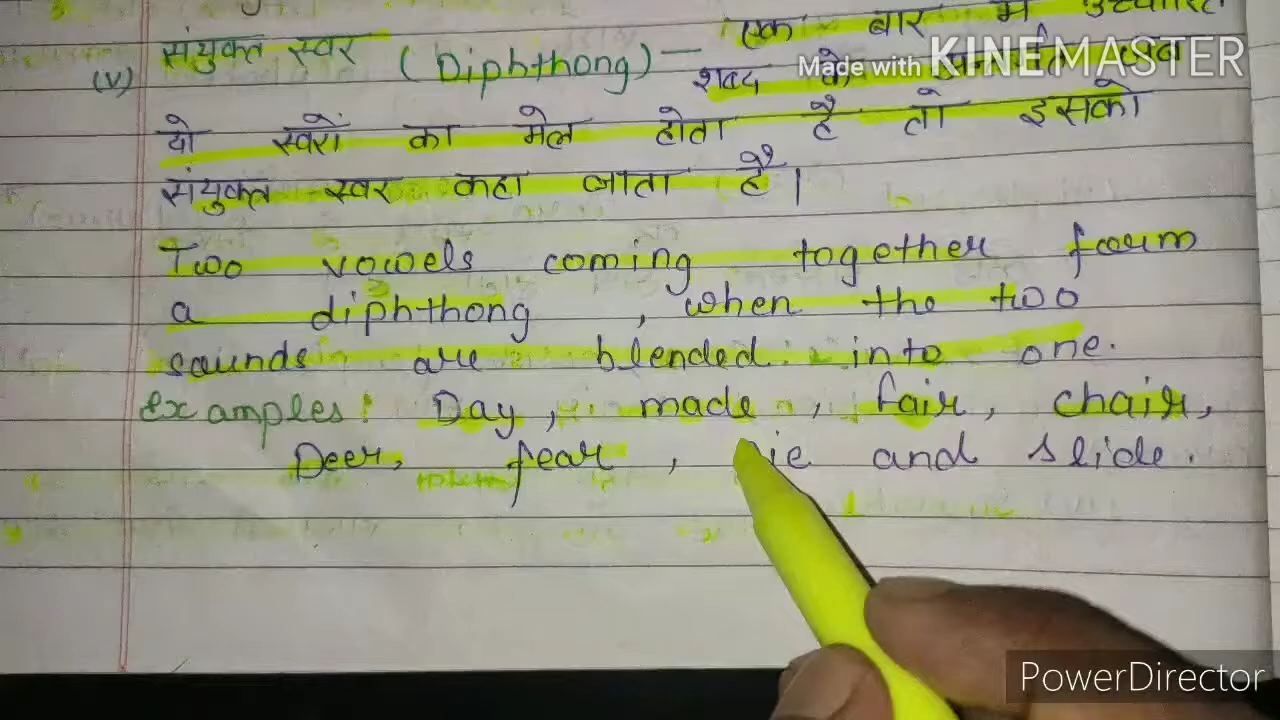 (v) संयुक्त स्वर (Diphthong) — एक बार में
Made with KINEMASTER
शब्द के
दो स्वरों का मेल होता है तो इसको
संयुक्त स्वर कहा जाता है।
Two vowels coming together form
a diphthong , when the two
sounds are blended into one.
Examples: Day, made, fair, chair,
Deer, fear, and slide.
PowerDirector